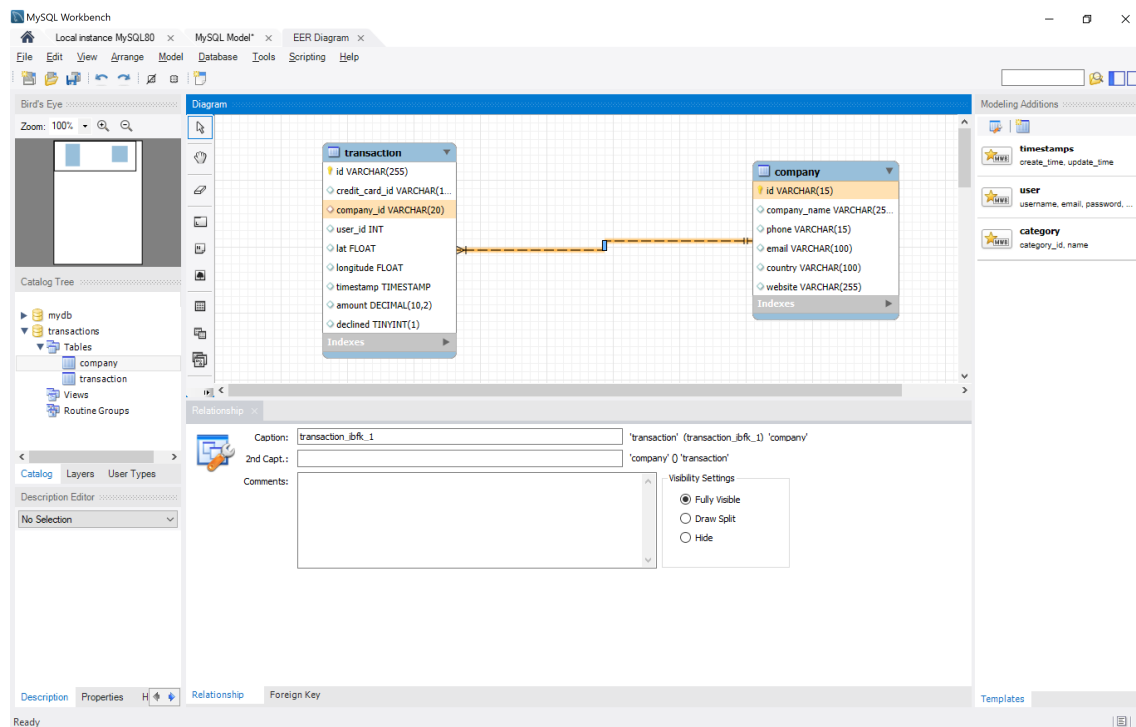 MySQL Workbench
Local instance MySQL80
MySQL Model*
EER Diagram
File Edit View Arrange Model Database Tools Scripting Help
Bird's Eye
Zoom: 100%
Diagram
transaction
id VARCHAR(255)
credit_card_id VARCHAR(1...
company_id VARCHAR(20)
user_id INT
lat FLOAT
longitude FLOAT
timestamp TIMESTAMP
amount DECIMAL(10,2)
declined TINYINT(1)
Indexes
company
id VARCHAR(15)
company_name VARCHAR(25...
phone VARCHAR(15)
email VARCHAR(100)
country VARCHAR(100)
website VARCHAR(255)
Indexes
Modeling Additions
timestamps
create_time, update_time
user
username, email, password, ...
category
category_id, name
Templates
Catalog Tree
mydb
transactions
Tables
company
transaction
Views
Routine Groups
Catalog Layers User Types
Description Editor
No Selection
Description Properties H
Relationship
Caption: transaction_ibfk_1 'transaction' (transaction_ibfk_1) 'company'
2nd Capt.: 'company' () 'transaction'
Comments:
Visibility Settings
Fully Visible
Draw Split
Hide
Relationship Foreign Key
Ready